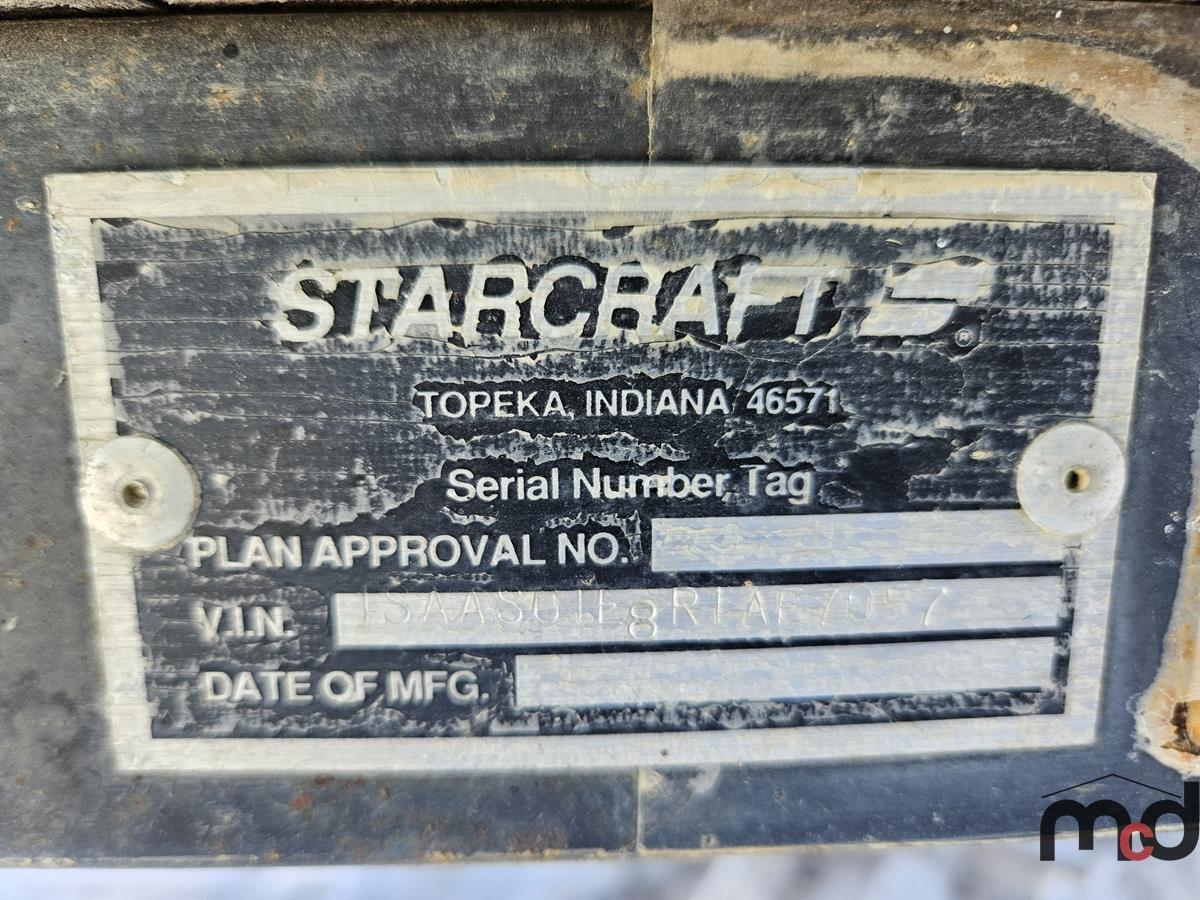 STARCRAFT S ®
TOPEKA, INDIANA 46571
Serial Number Tag
PLAN APPROVAL NO.
V.I.N.
DATE OF MFG.
mcd